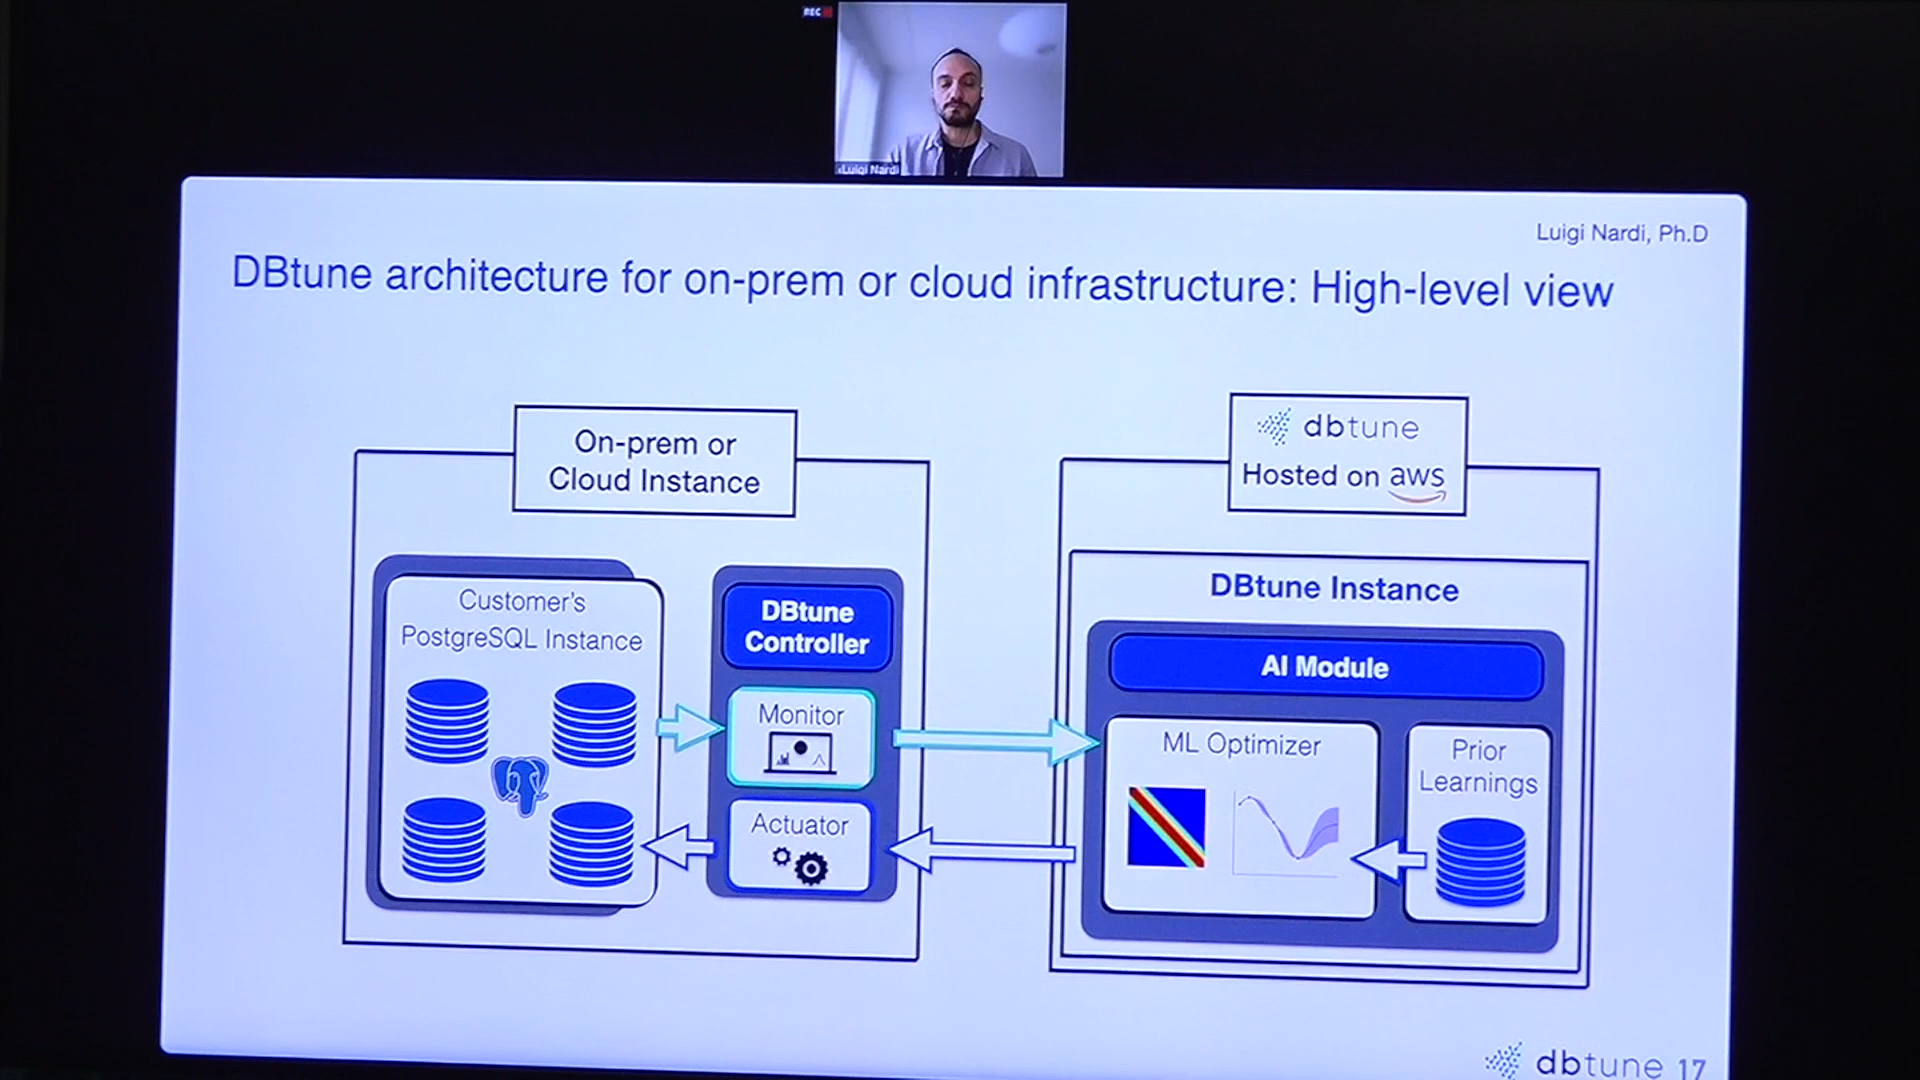 REC
Luigi Nardi
Luigi Nardi, Ph.D
DBtune architecture for on-prem or cloud infrastructure: High-level view
On-prem or
Cloud Instance
dbtune
Hosted on aws
Customer's
PostgreSQL Instance
DBtune
Controller
Monitor
Actuator
DBtune Instance
AI Module
ML Optimizer
Prior
Learnings
dbtune 17